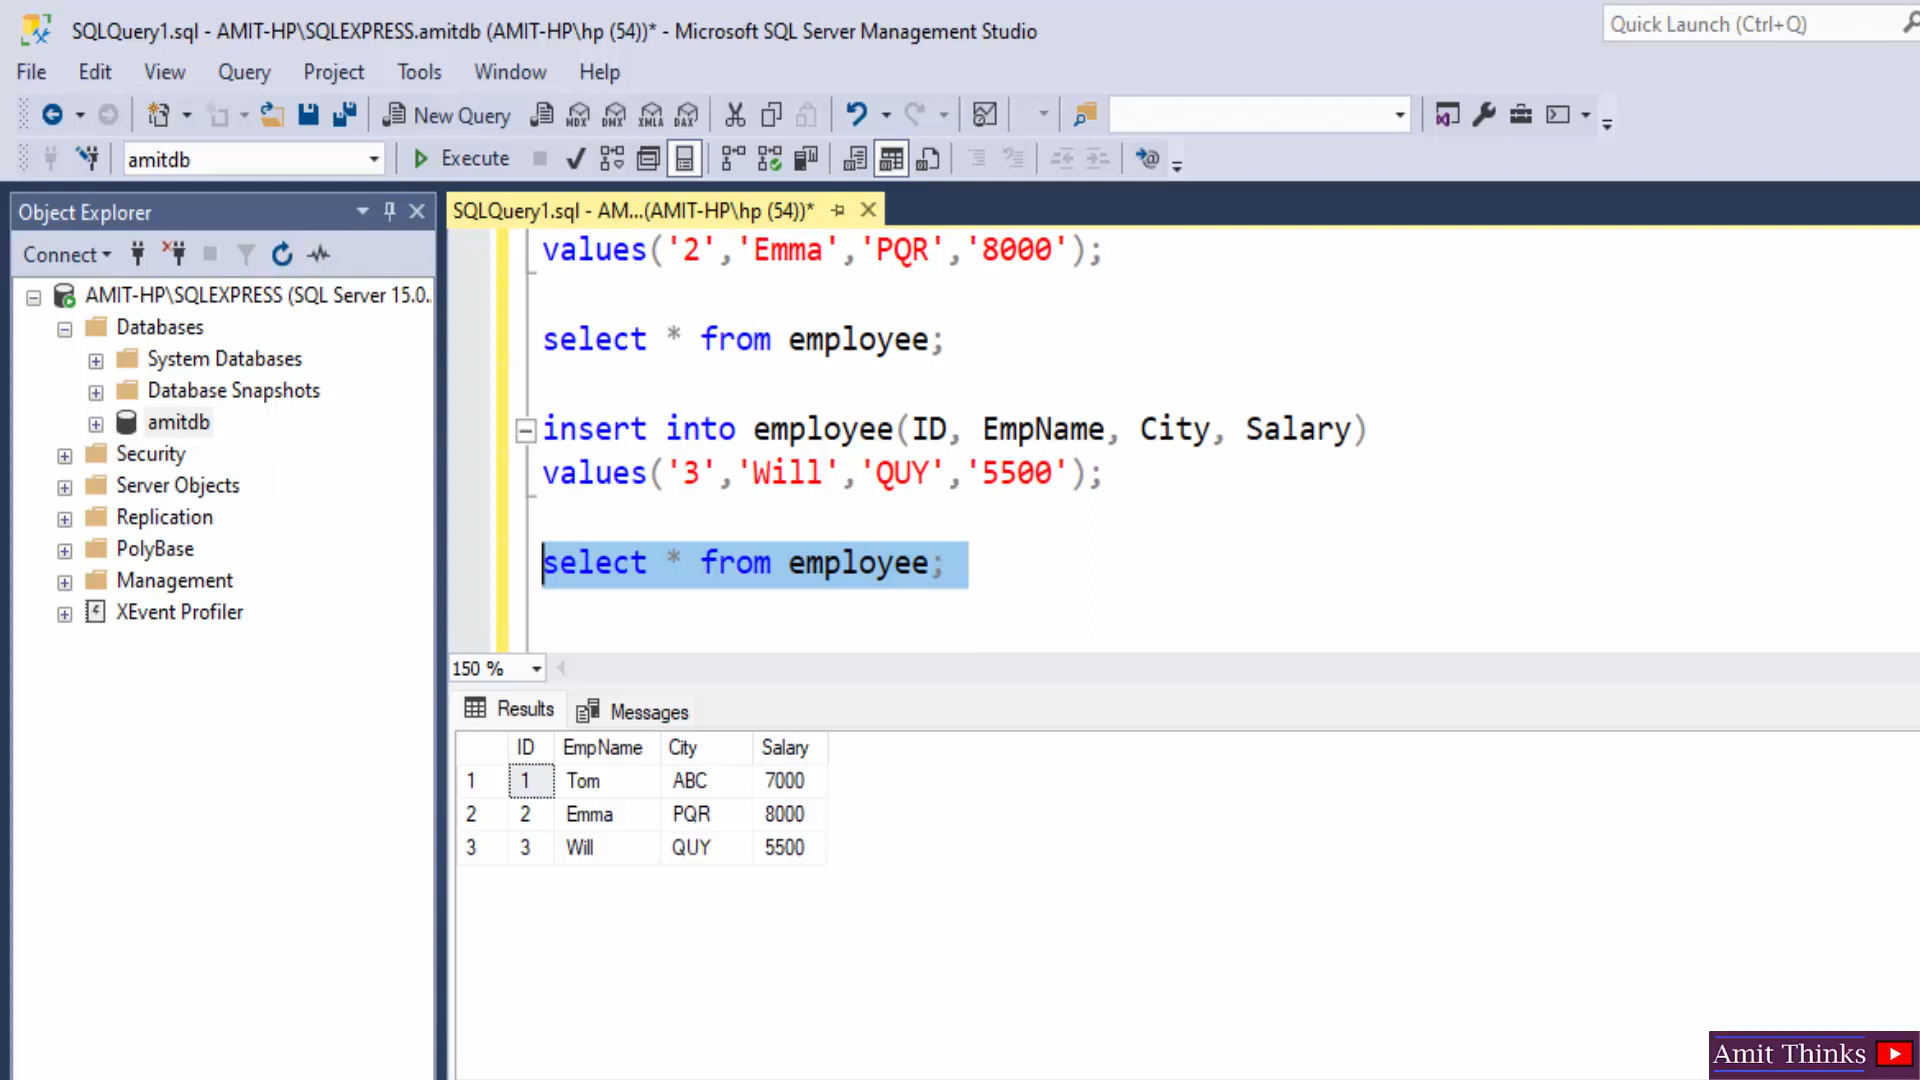 SQLQuery1.sql - AMIT-HP\SQLEXPRESS.amitdb (AMIT-HP\hp (54))* - Microsoft SQL Server Management Studio
Quick Launch (Ctrl+Q)
File Edit View Query Project Tools Window Help
New Query MDX DMX XMLA DAX
amitdb Execute
Object Explorer
SQLQuery1.sql - AM...(AMIT-HP\hp (54))*
Connect
AMIT-HP\SQLEXPRESS (SQL Server 15.0..
Databases
System Databases
Database Snapshots
amitdb
Security
Server Objects
Replication
PolyBase
Management
XEvent Profiler
values('2','Emma','PQR','8000');
select * from employee;
insert into employee(ID, EmpName, City, Salary)
values('3','Will','QUY','5500');
select * from employee;
150 %
Results Messages
ID EmpName City Salary
1 1 Tom ABC 7000
2 2 Emma PQR 8000
3 3 Will QUY 5500
Amit Thinks